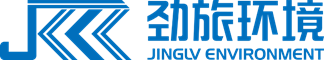 劲旅环境
JINGLV ENVIRONMENT